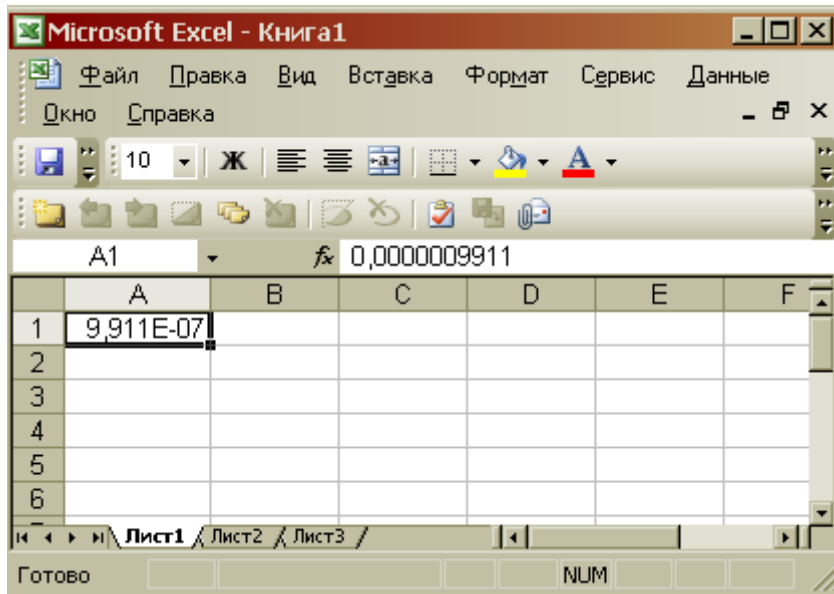 Microsoft Excel - Книга1
Файл Правка Вид Вставка Формат Сервис Данные
Окно Справка
10 Ж А
A1 fx 0,0000009911
A B C D E F
1 9,911E-07
2
3
4
5
6
Лист1 Лист2 Лист3
Готово NUM